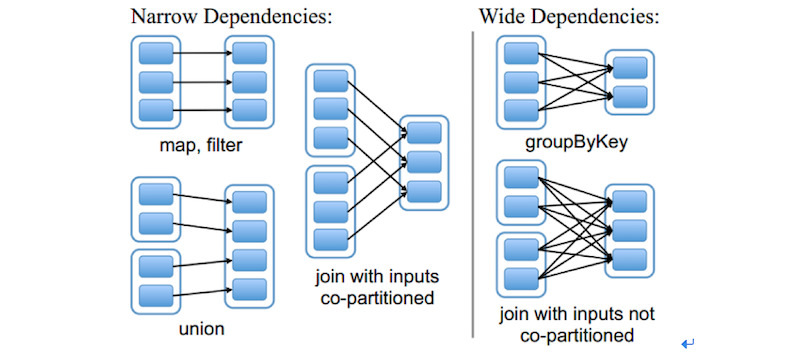 Narrow Dependencies:
map, filter
union
join with inputs
co-partitioned
Wide Dependencies:
groupByKey
join with inputs not
co-partitioned